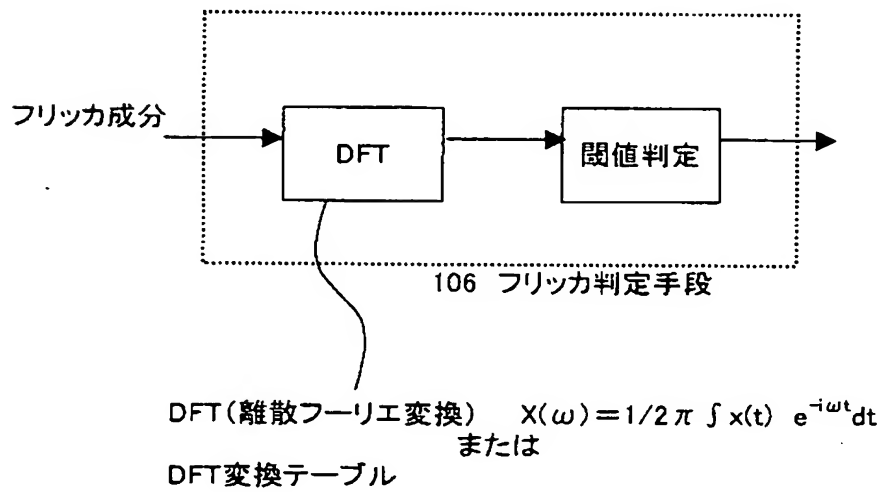 フリッカ成分
DFT
閾値判定
106 フリッカ判定手段
DFT(離散フーリエ変換) X(ω)=1/2π∫x(t) e^{-iωt}dt
または
DFT変換テーブル